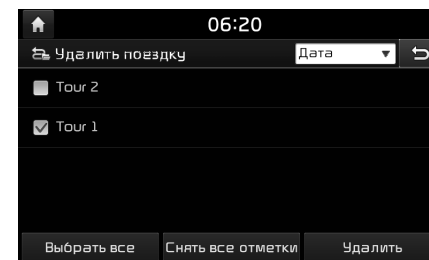 06:20
Удалить поездку Дата
Tour 2
Tour 1
Выбрать все Снять все отметки Удалить